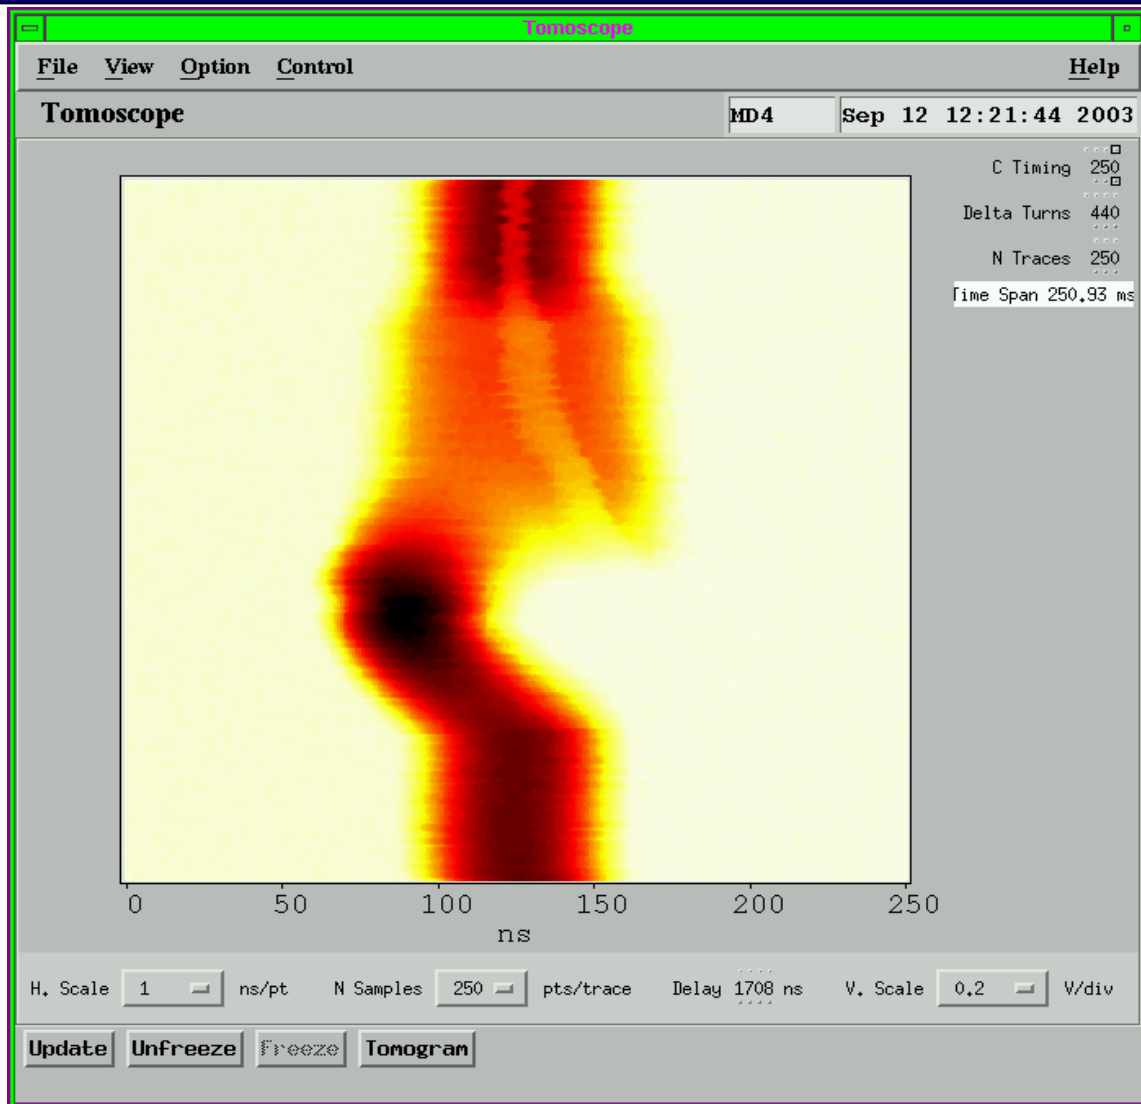 Tomoscope
File View Option Control Help
Tomoscope MD4 Sep 12 12:21:44 2003
C Timing 250
Delta Turns 440
N Traces 250
Time Span 250.93 ms
0 50 100 150 200 250
ns
H. Scale 1 ns/pt N Samples 250 pts/trace Delay 1708 ns V. Scale 0.2 V/div
Update Unfreeze Freeze Tomogram